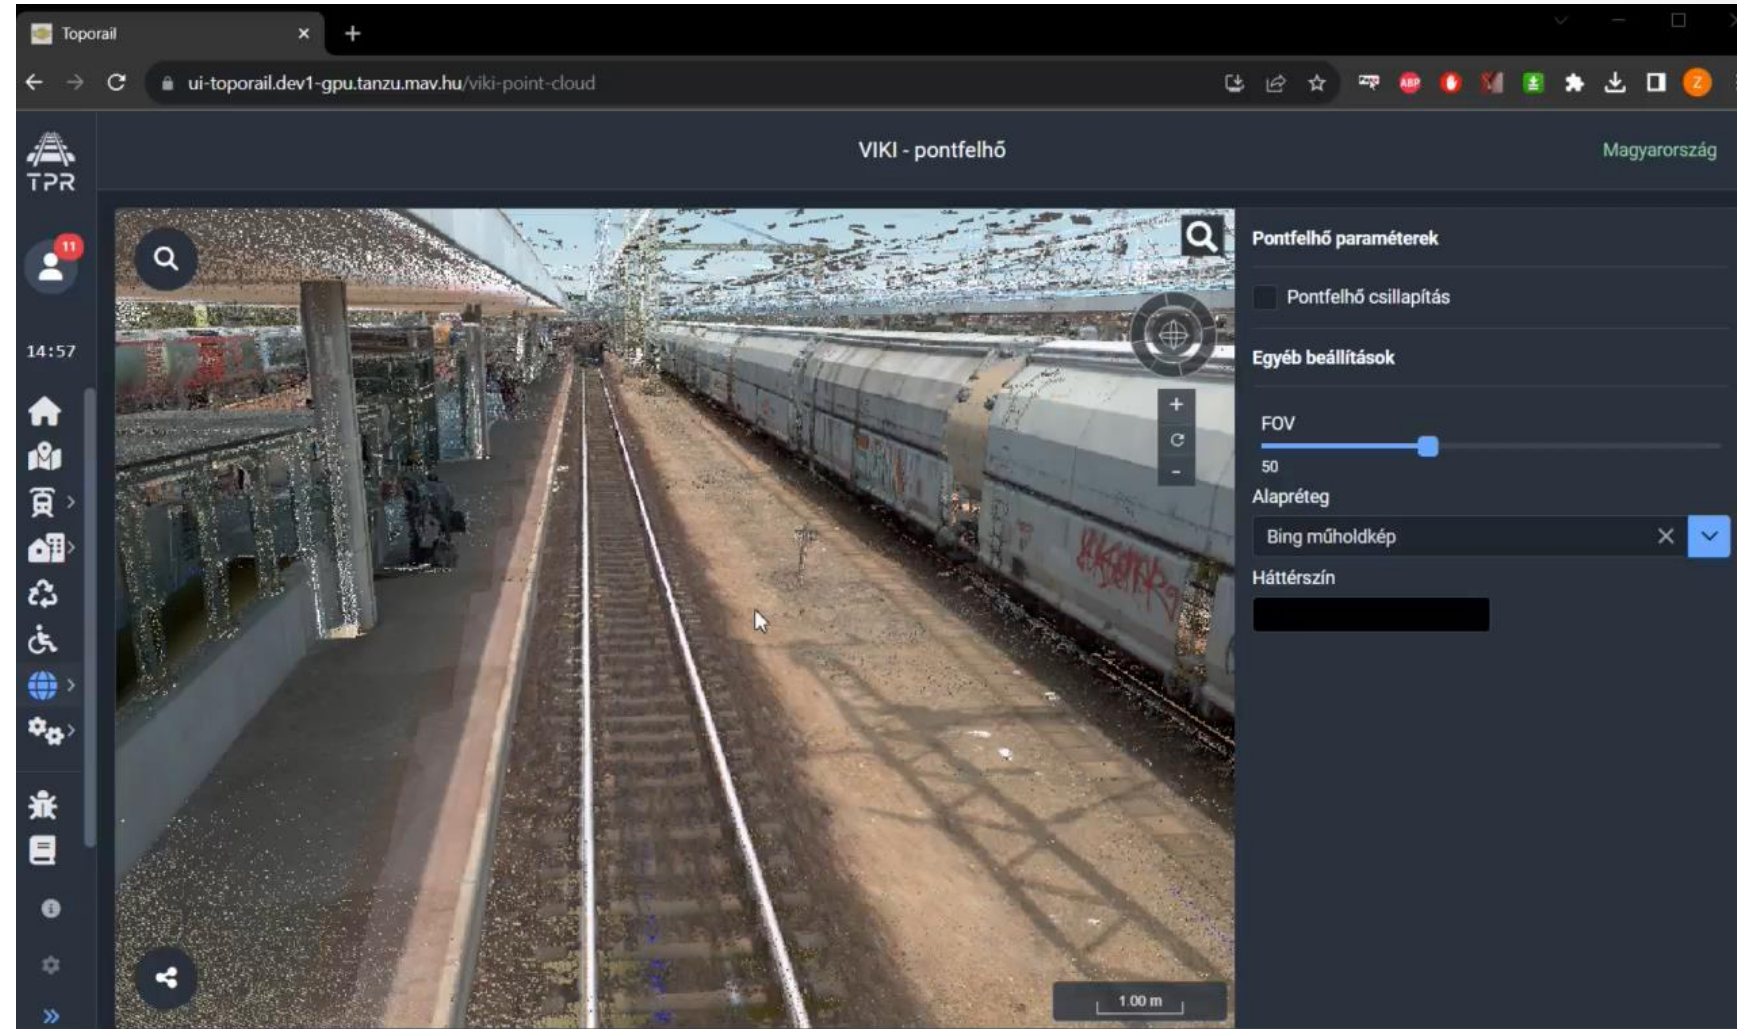 Toporail
ui-toporail.dev1-gpu.tanzu.mav.hu/viki-point-cloud
ABP
Z
TPR
VIKI - pontfelhő
Magyarország
11
14:57
Pontfelhő paraméterek
Pontfelhő csillapítás
Egyéb beállítások
FOV
50
Alapréteg
Bing műholdkép
Háttérszín
1.00 m